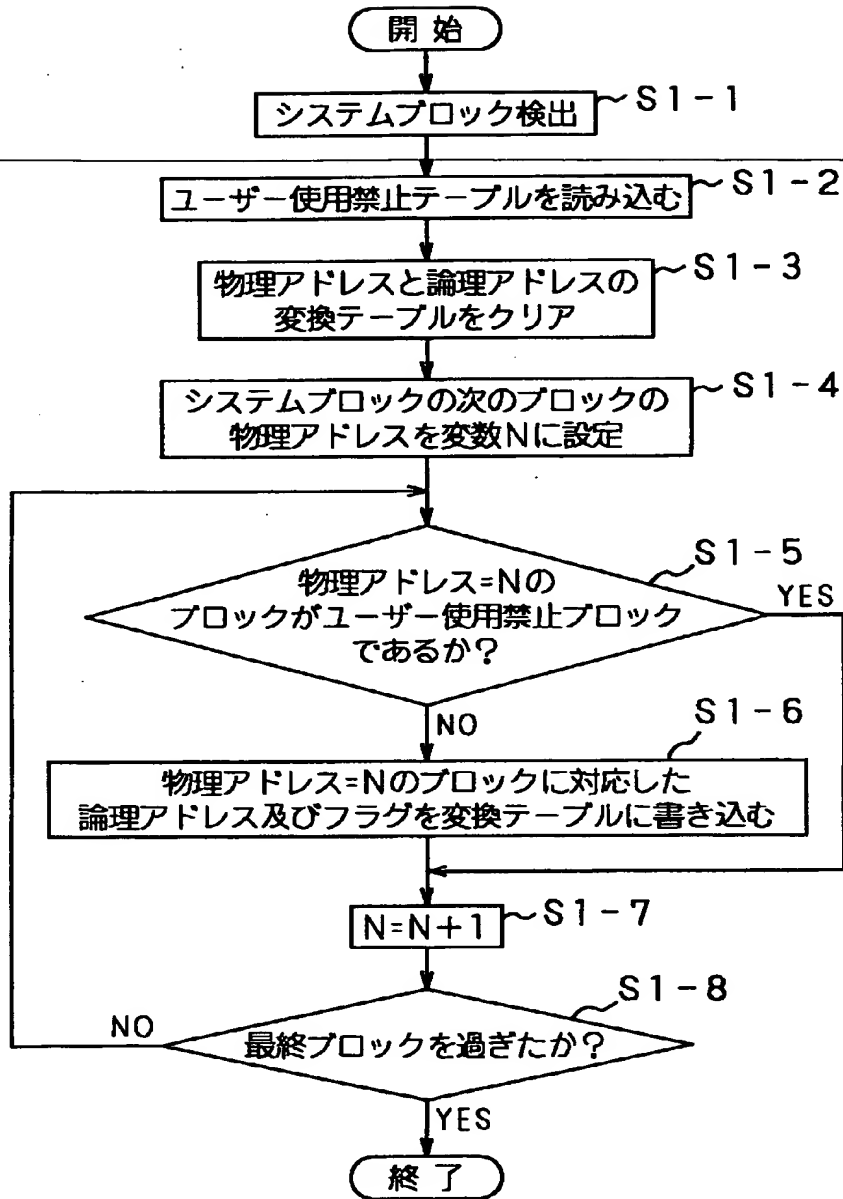 開始
システムブロック検出
S1-1
ユーザー使用禁止テーブルを読み込む
S1-2
物理アドレスと論理アドレスの
変換テーブルをクリア
S1-3
システムブロックの次のブロックの
物理アドレスを変数Nに設定
S1-4
物理アドレス=Nの
ブロックがユーザー使用禁止ブロック
であるか?
S1-5
YES
NO
S1-6
物理アドレス=Nのブロックに対応した
論理アドレス及びフラグを変換テーブルに書き込む
N=N+1
S1-7
S1-8
最終ブロックを過ぎたか?
NO
YES
終了